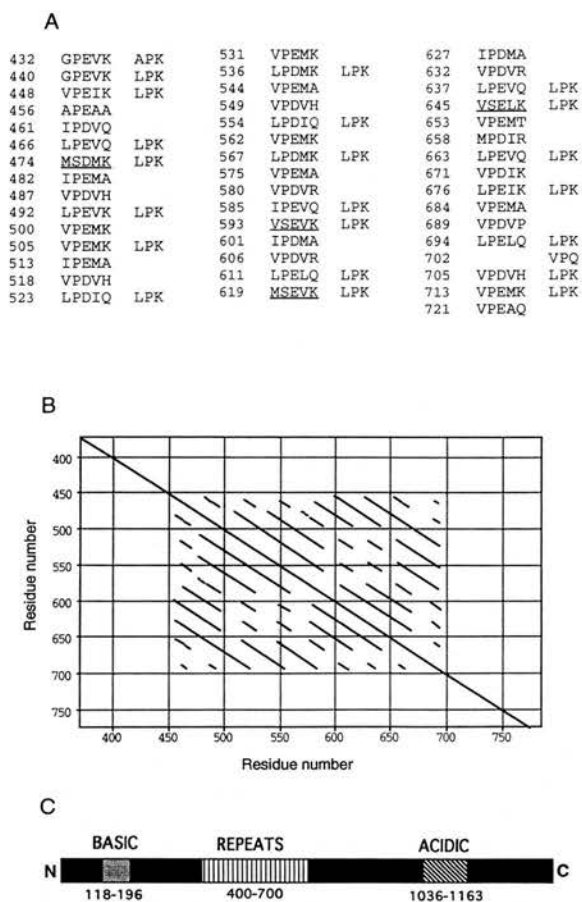 A
432 GPEVK APK
440 GPEVK LPK
448 VPEIK LPK
456 APEAA
461 IPDVQ
466 LPEVQ LPK
474 MSDMK LPK
482 IPEMA
487 VPDVH
492 LPEVK LPK
500 VPEMK
505 VPEMK LPK
513 IPEMA
518 VPDVH
523 LPDIQ LPK
531 VPEMK
536 LPDMK LPK
544 VPEMA
549 VPDVH
554 LPDIQ LPK
562 VPEMK
567 LPDMK LPK
575 VPEMA
580 VPDVR
585 IPEVQ LPK
593 VSEVK LPK
601 IPDMA
606 VPDVR
611 LPELQ LPK
619 MSEVK LPK
627 IPDMA
632 VPDVR
637 LPEVQ LPK
645 VSELK LPK
653 VPEMT
658 MPDIR
663 LPEVQ LPK
671 VPDIK
676 LPEIK LPK
684 VPEMA
689 VPDVP
694 LPELQ LPK
702 VPQ
705 VPDVH LPK
713 VPEMK LPK
721 VPEAQ
B
Residue number
400
450
500
550
600
650
700
750
400 450 500 550 600 650 700 750
Residue number
C
BASIC REPEATS ACIDIC
N C
118-196 400-700 1036-1163